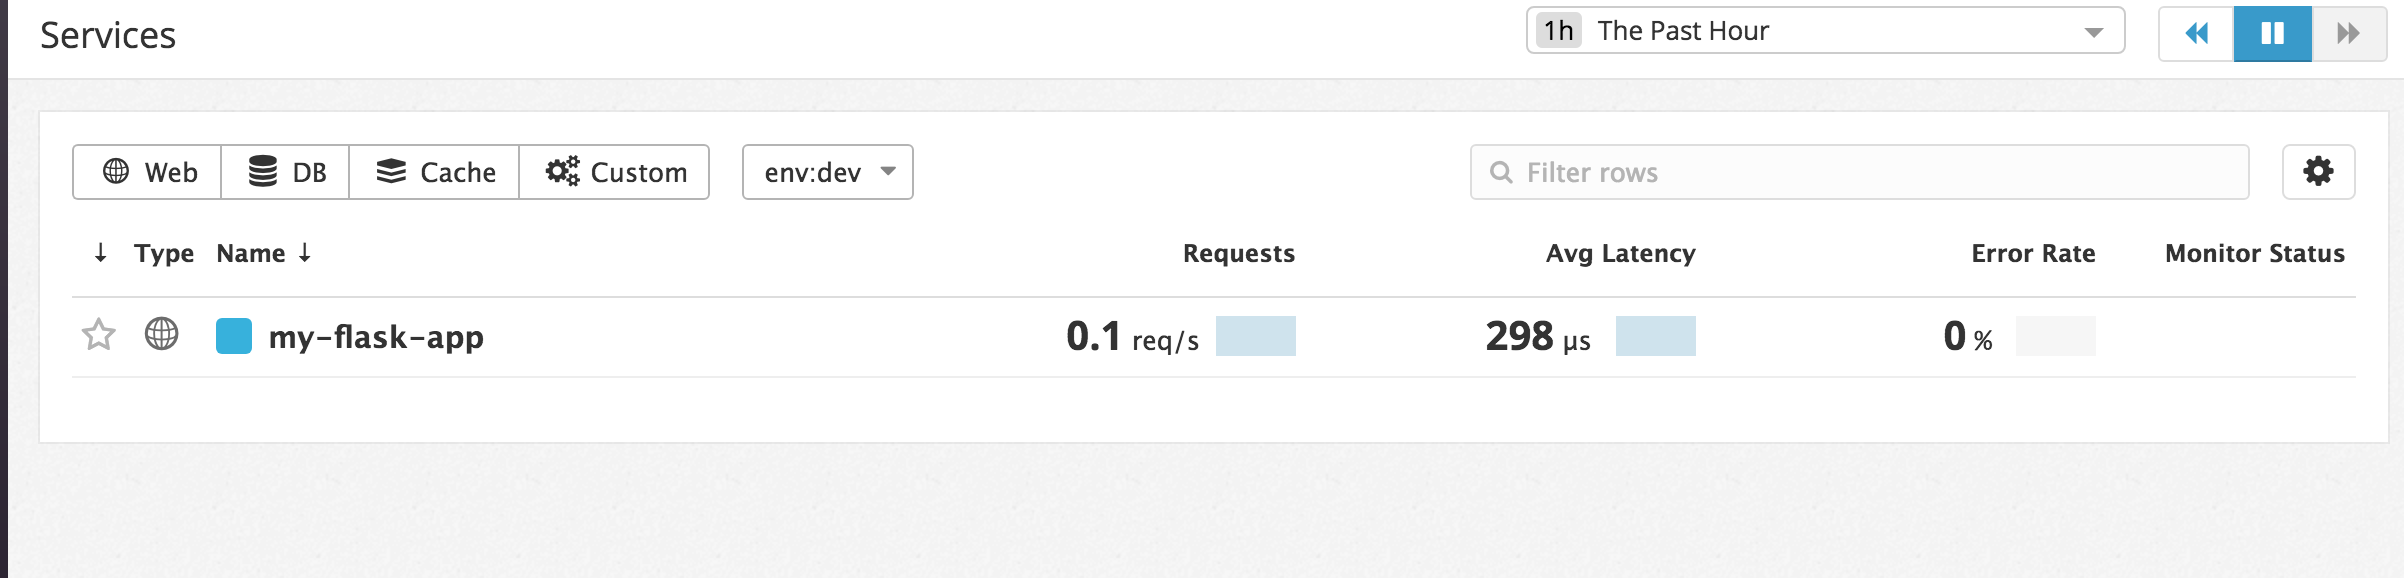 Services
1h The Past Hour
Web DB Cache Custom env:dev Filter rows
↓ Type Name ↓ Requests Avg Latency Error Rate Monitor Status
my-flask-app 0.1 req/s 298 µs 0 %